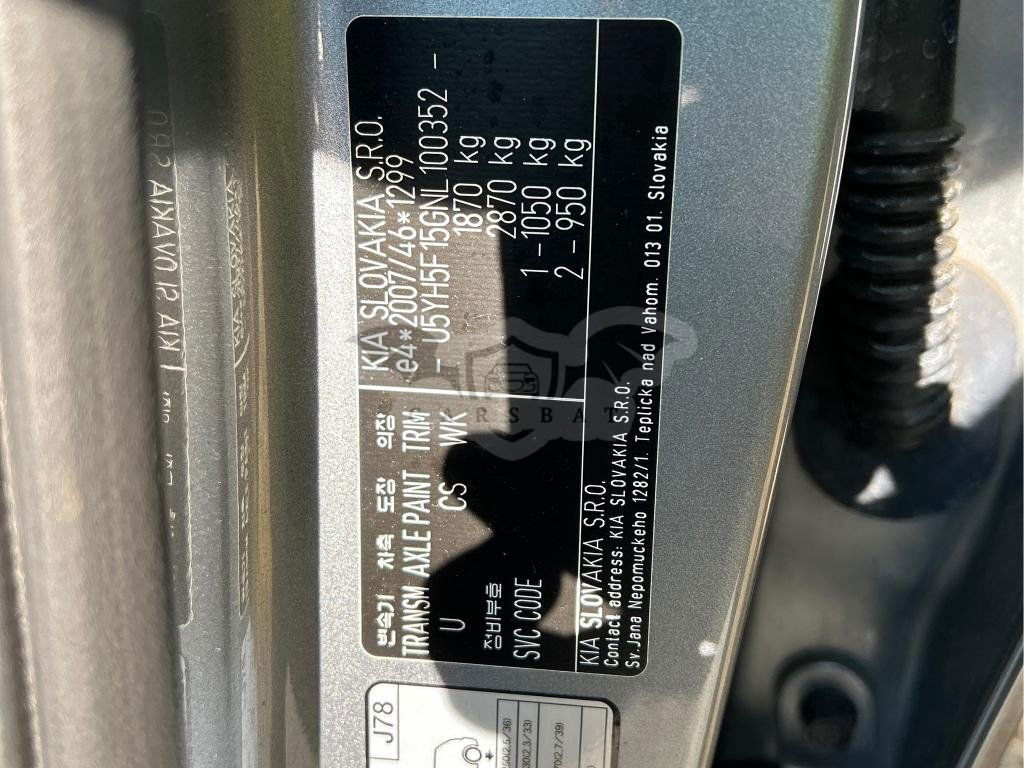 KIA SLOVAKIA S.R.O.
e4*2007/46*1299
- U5YH5F15GNL100352 -
1870 kg
2870 kg
1 - 1050 kg
2 - 950 kg
변속기 차축 도장 의장
TRANSM AXLE PAINT TRIM
U CS WK
정비부호
SVC CODE
KIA SLOVAKIA S.R.O.
Contact address: KIA SLOVAKIA S.R.O.
Sv.Jana Nepomuckeho 1282/1. Teplicka nad Vahom. 013 01. Slovakia
J78